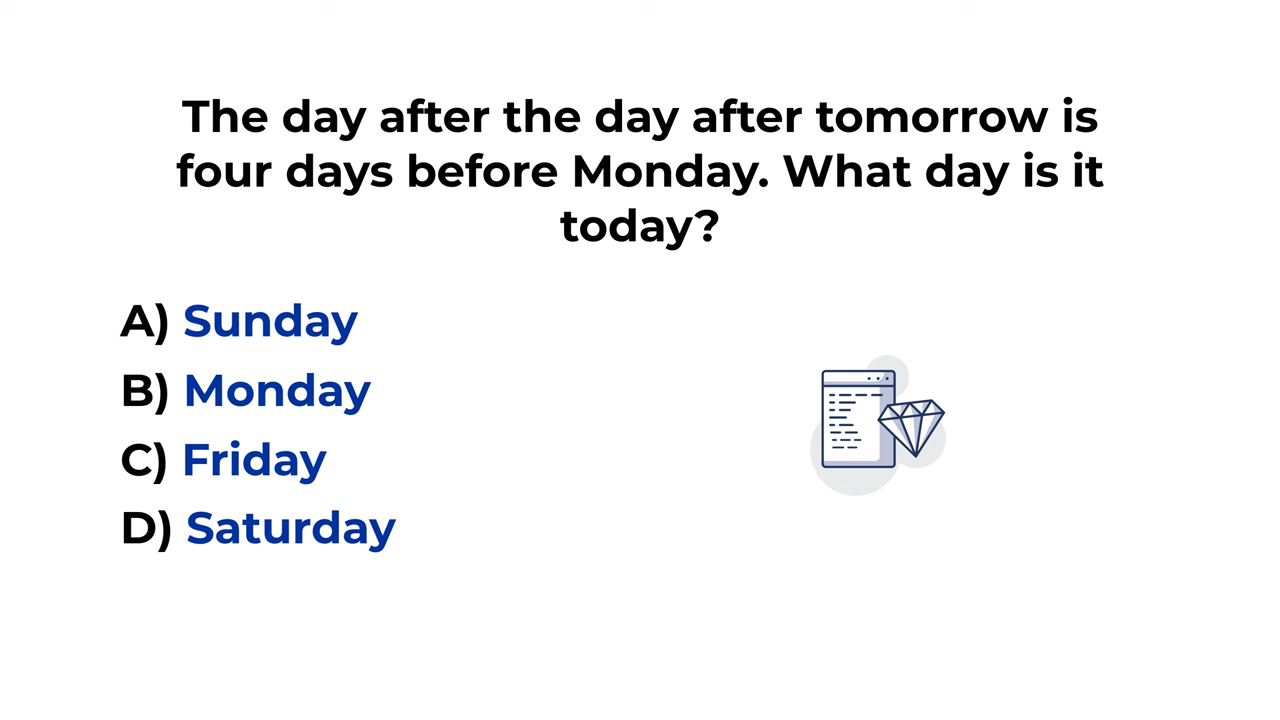 The day after the day after tomorrow is
four days before Monday. What day is it
today?
A) Sunday
B) Monday
C) Friday
D) Saturday